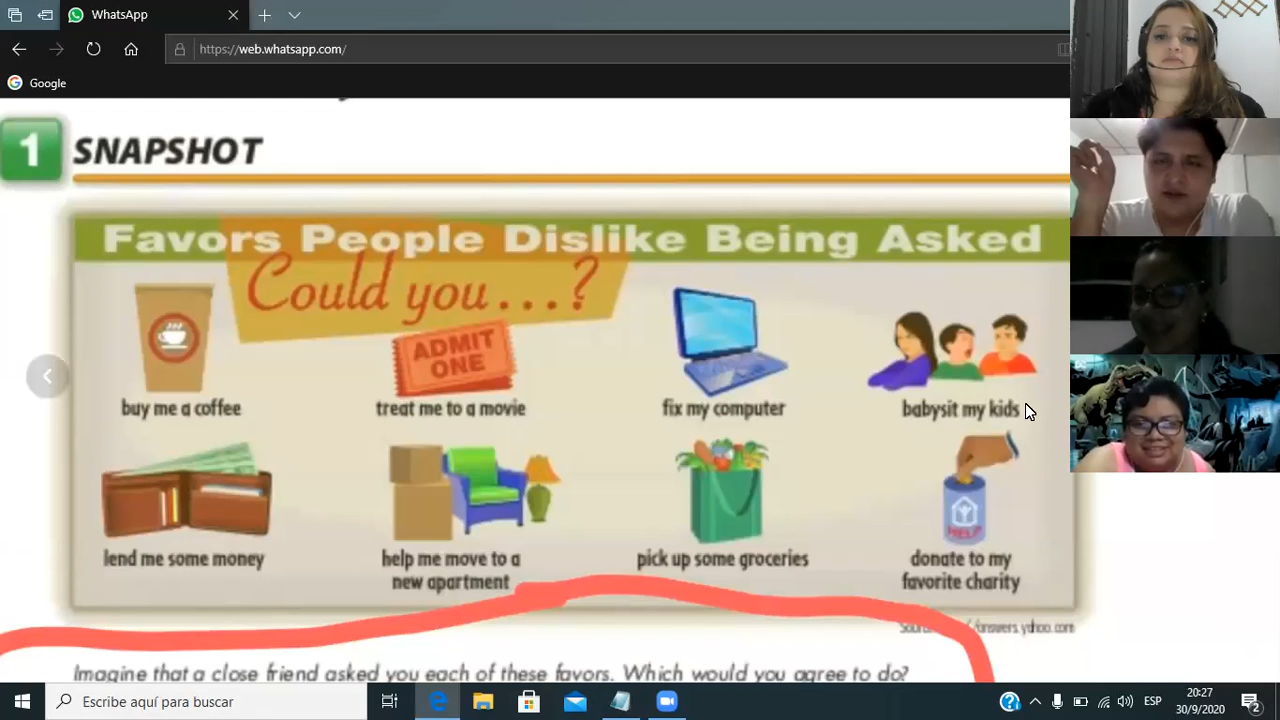 WhatsApp
https://web.whatsapp.com/
Google
1 SNAPSHOT
Favors People Dislike Being Asked
Could you...?
ADMIT
ONE
buy me a coffee
treat me to a movie
fix my computer
babysit my kids
HELP
lend me some money
help me move to a
new apartment
pick up some groceries
donate to my
favorite charity
answers.yahoo.com
Imagine that a close friend asked you each of these favors. Which would you agree to do?
Escribe aquí para buscar
ESP
20:27
30/9/2020
2